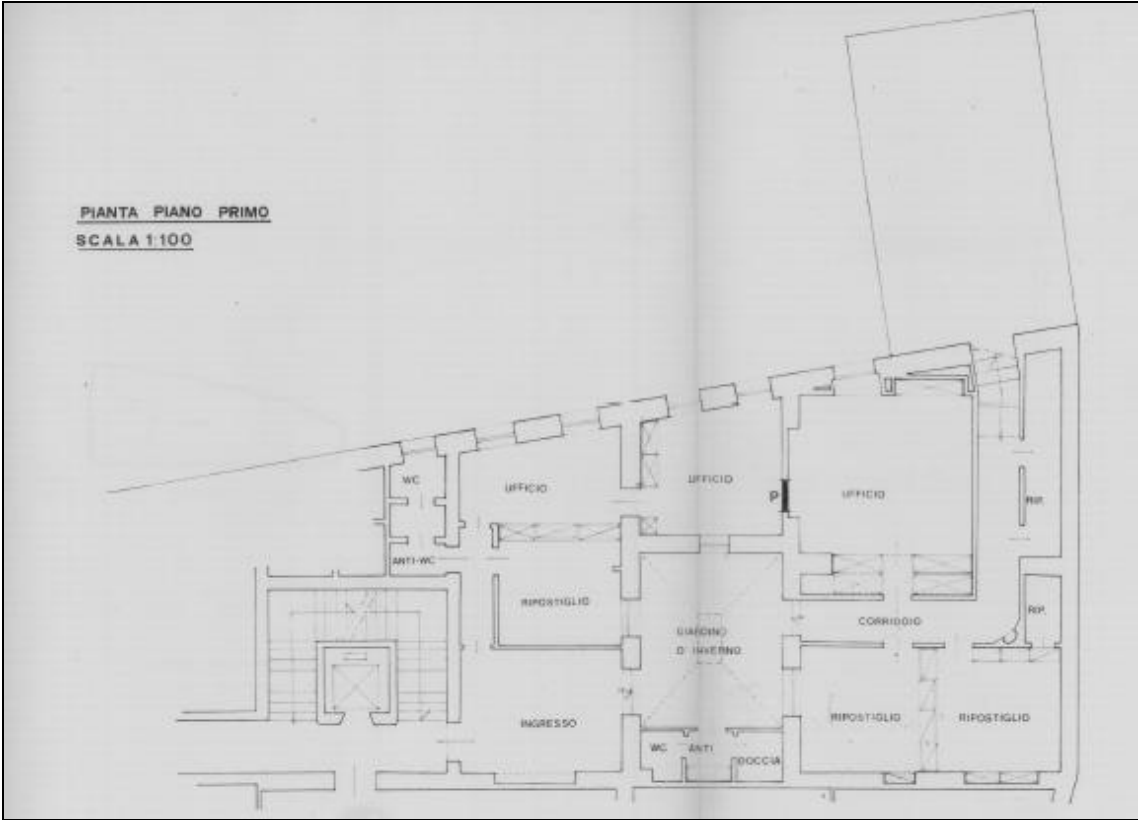 PIANTA PIANO PRIMO
SCALA 1:100
WC
UFFICIO
UFFICIO
P
UFFICIO
RIP.
ANTI-WC
RIPOSTIGLIO
RIP.
GIARDINO
D'INVERNO
CORRIDOIO
INGRESSO
RIPOSTIGLIO
RIPOSTIGLIO
WC
ANTI
DOCCIA